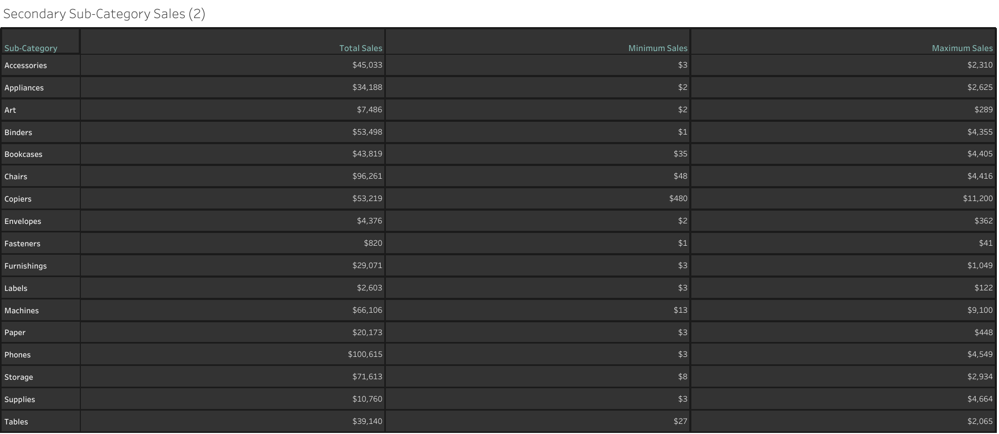 Secondary Sub-Category Sales (2)
Sub-Category Total Sales Minimum Sales Maximum Sales
Accessories $45,033 $3 $2,310
Appliances $34,188 $2 $2,625
Art $7,486 $2 $289
Binders $53,498 $1 $4,355
Bookcases $43,819 $35 $4,405
Chairs $96,261 $48 $4,416
Copiers $53,219 $480 $11,200
Envelopes $4,376 $2 $362
Fasteners $820 $1 $41
Furnishings $29,071 $3 $1,049
Labels $2,603 $3 $122
Machines $66,106 $13 $9,100
Paper $20,173 $3 $448
Phones $100,615 $3 $4,549
Storage $71,613 $8 $2,934
Supplies $10,760 $3 $4,664
Tables $39,140 $27 $2,065